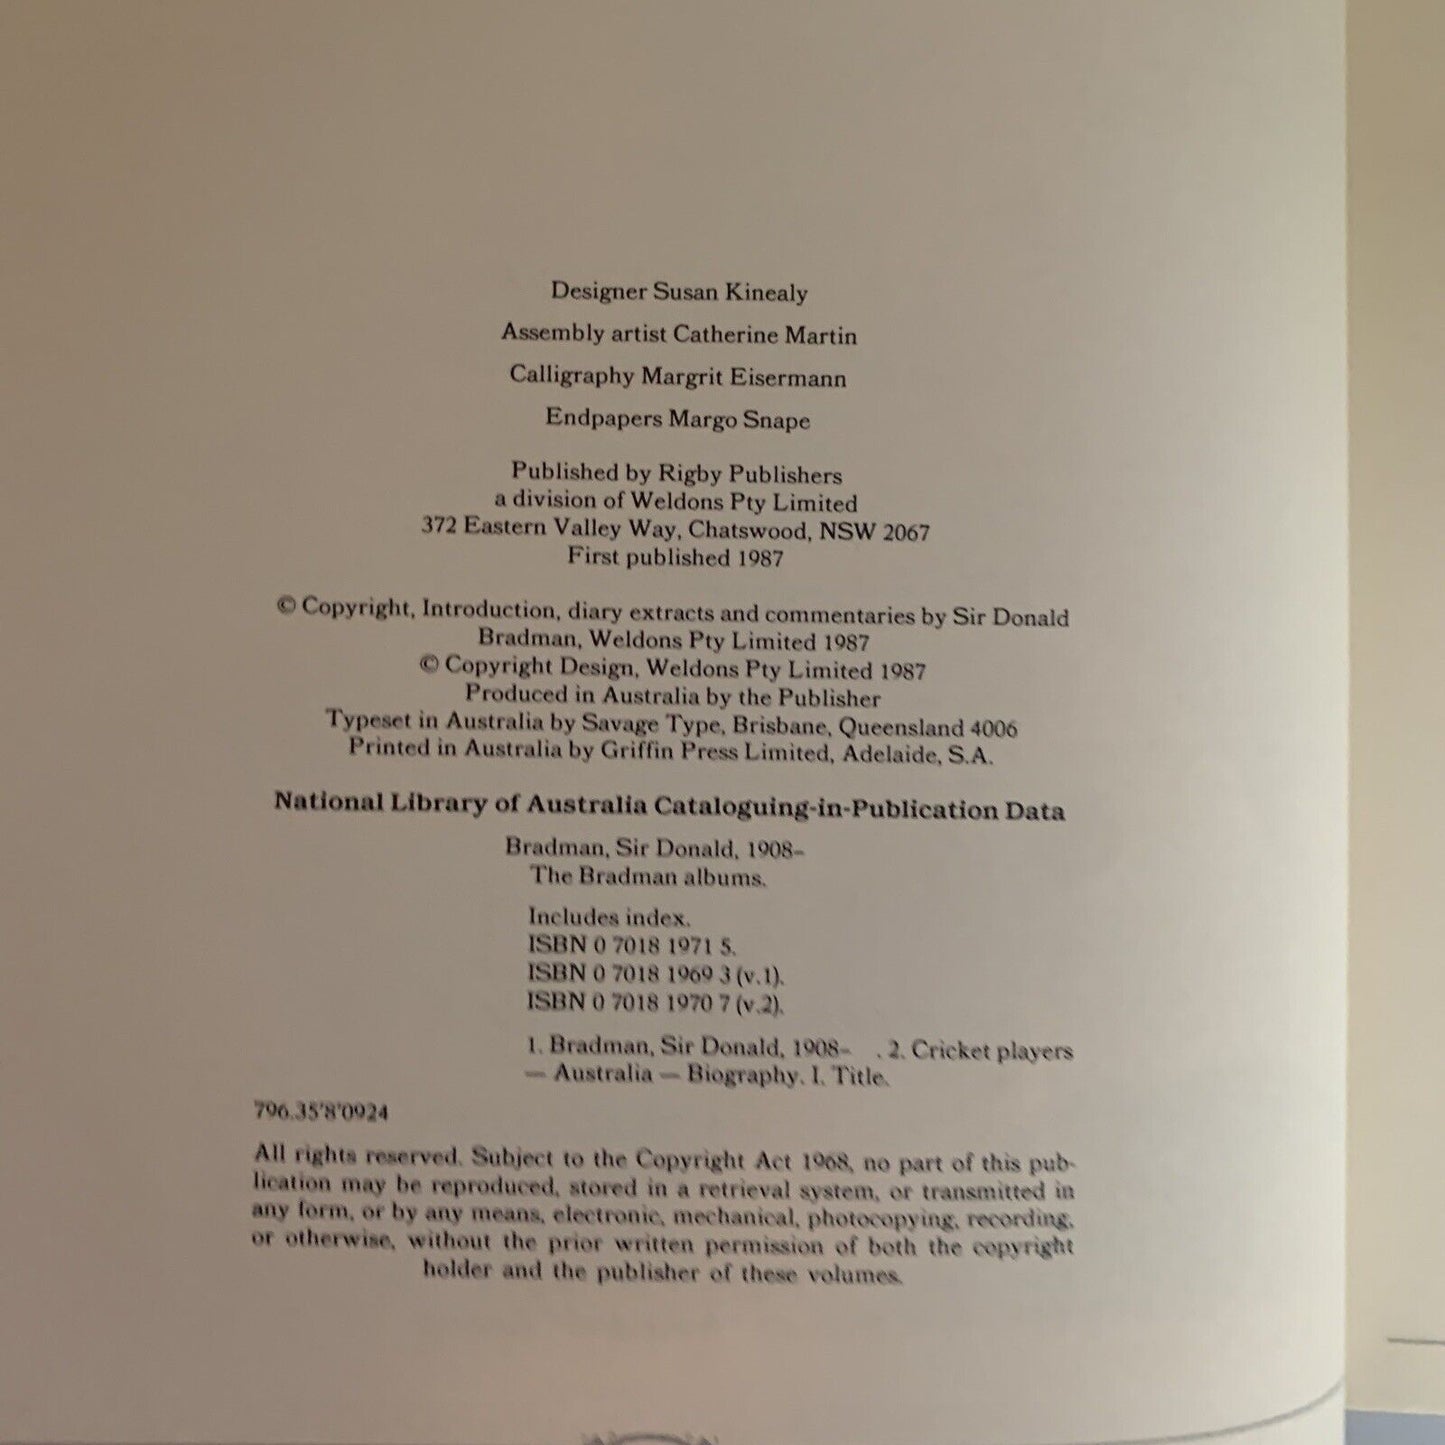 Designer Susan Kinealy
Assembly artist Catherine Martin
Calligraphy Margrit Eisermann
Endpapers Margo Snape
Published by Rigby Publishers
a division of Weldons Pty Limited
372 Eastern Valley Way, Chatswood, NSW 2067
First published 1987
© Copyright, Introduction, diary extracts and commentaries by Sir Donald
Bradman, Weldons Pty Limited 1987
© Copyright Design, Weldons Pty Limited 1987
Produced in Australia by the Publisher
Typeset in Australia by Savage Type, Brisbane, Queensland 4006
Printed in Australia by Griffin Press Limited, Adelaide, S.A.
National Library of Australia Cataloguing-in-Publication Data
Bradman, Sir Donald, 1908–
The Bradman albums.
Includes index.
ISBN 0 7018 1971 5.
ISBN 0 7018 1969 3 (v.1).
ISBN 0 7018 1970 7 (v.2).
1. Bradman, Sir Donald, 1908– . 2. Cricket players
— Australia — Biography. I. Title.
796.35'8'0924
All rights reserved. Subject to the Copyright Act 1968, no part of this pub-
lication may be reproduced, stored in a retrieval system, or transmitted in
any form, or by any means, electronic, mechanical, photocopying, recording,
or otherwise, without the prior written permission of both the copyright
holder and the publisher of these volumes.